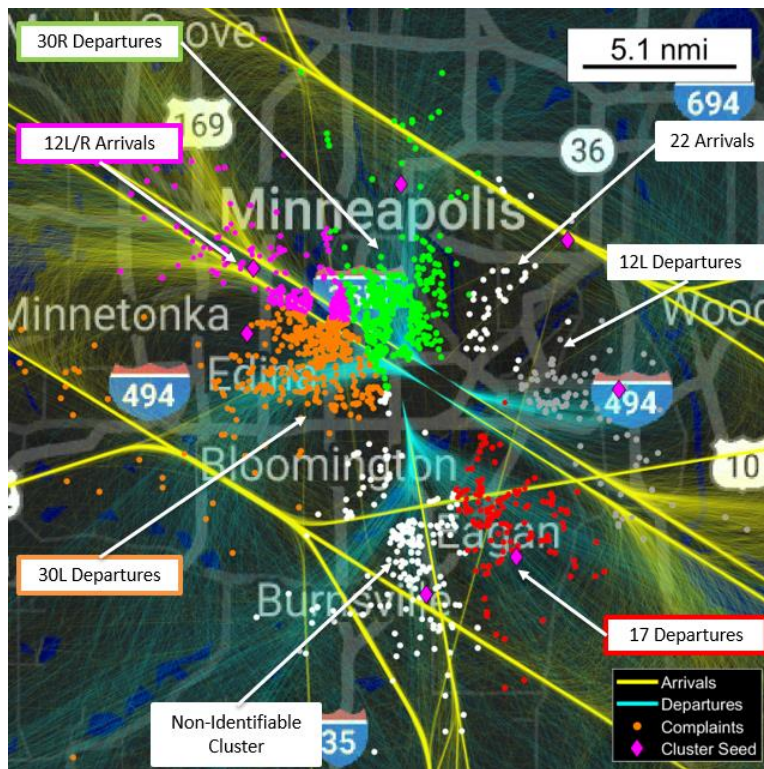 30R Departures
5.1 nmi
694
169
12L/R Arrivals
36
22 Arrivals
Minneapolis
12L Departures
Minnetonka
494
Edina
494
Bloomington
10
Eagan
30L Departures
Burnsville
17 Departures
Non-Identifiable
Cluster
35
Arrivals
Departures
Complaints
Cluster Seed